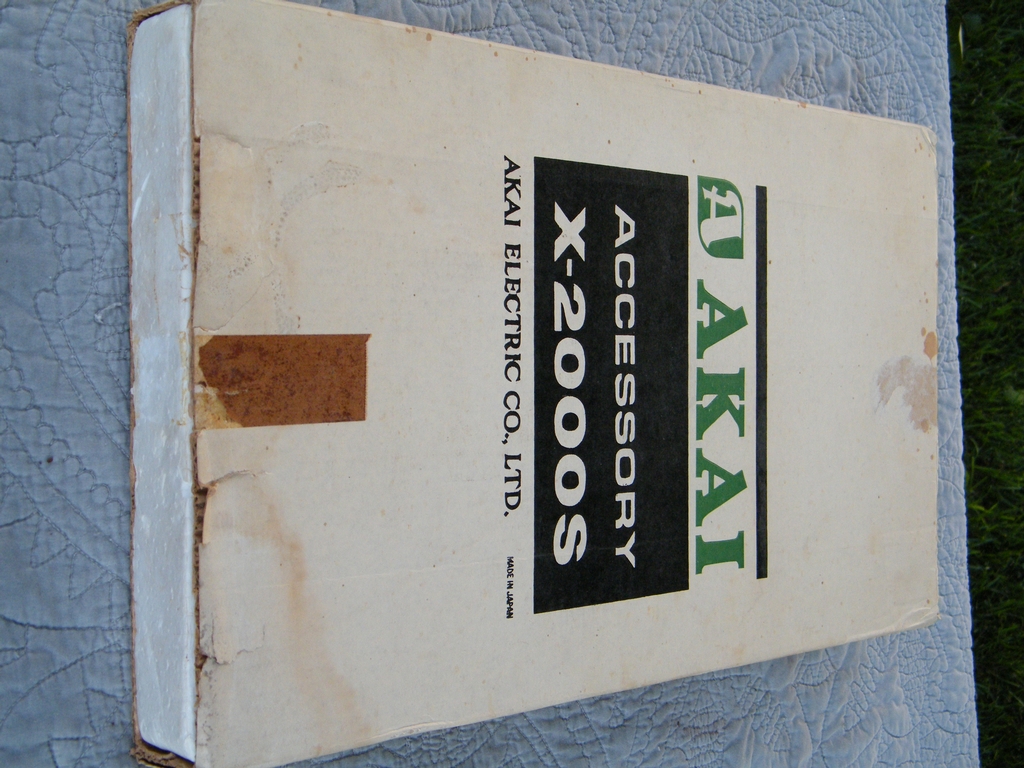 AKAI
ACCESSORY
X-2000S
AKAI ELECTRIC CO., LTD. MADE IN JAPAN